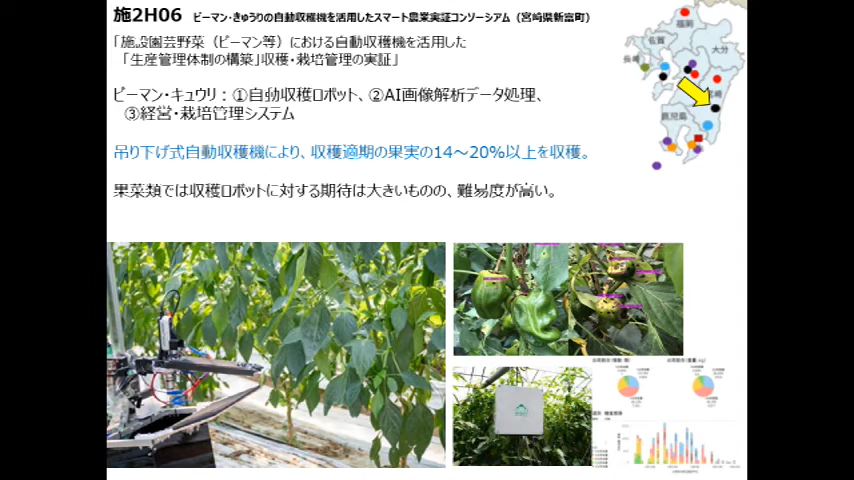 施2H06 ピーマン・きゅうりの自動収穫機を活用したスマート農業実証コンソーシアム（宮崎県新富町）
「施設園芸野菜（ピーマン等）における自動収穫機を活用した
「生産管理体制の構築」収穫・栽培管理の実証」
ピーマン・キュウリ：①自動収穫ロボット、②AI画像解析データ処理、
③経営・栽培管理システム
吊り下げ式自動収穫機により、収穫適期の果実の14～20%以上を収穫。
果菜類では収穫ロボットに対する期待は大きいものの、難易度が高い。
福岡
佐賀
大分
長崎
宮崎
鹿児島